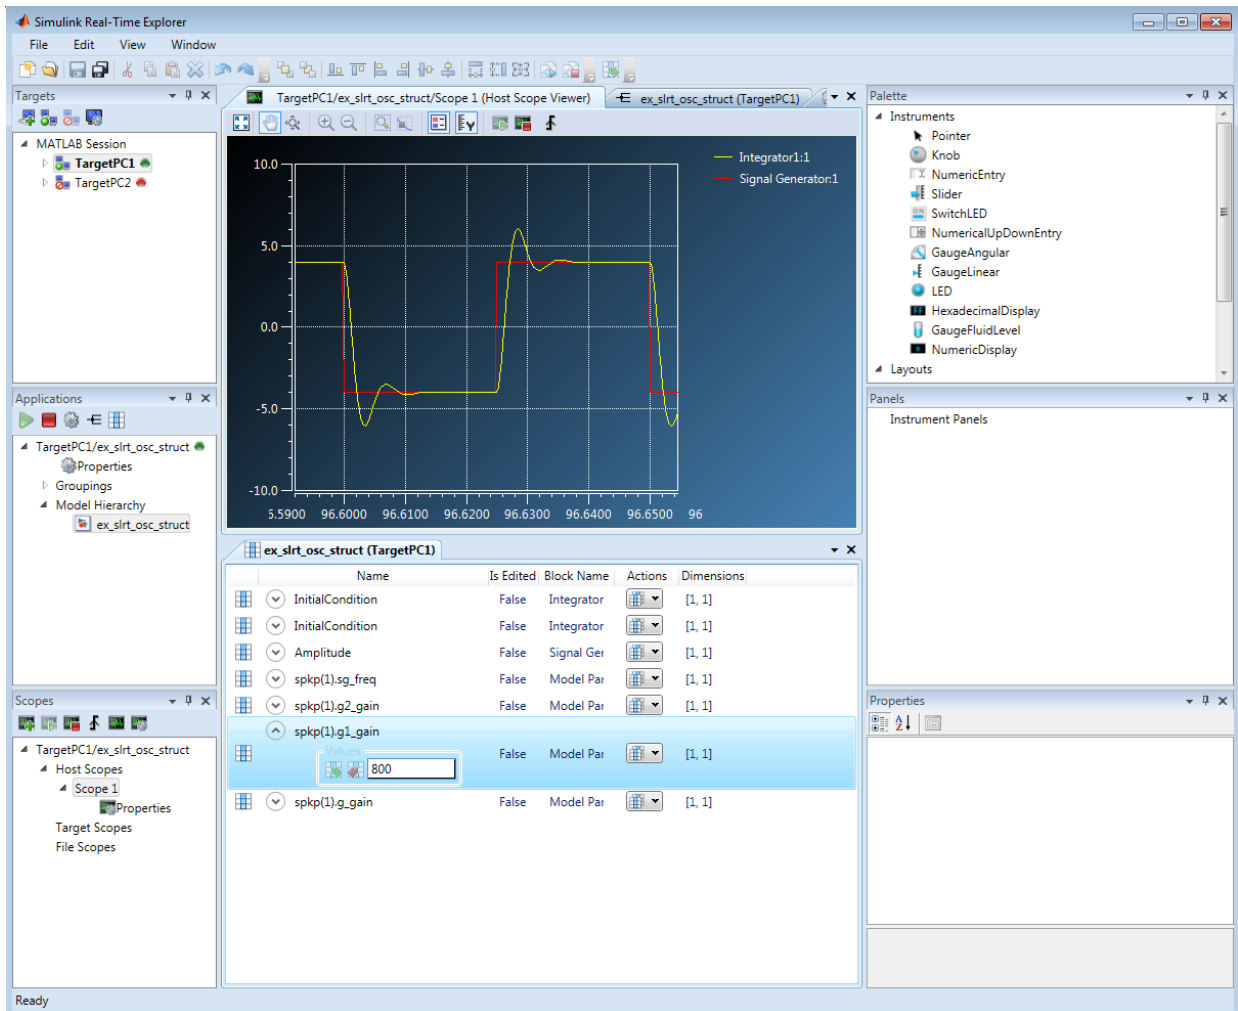 Simulink Real-Time Explorer
File Edit View Window
Targets
MATLAB Session
TargetPC1
TargetPC2
Applications
TargetPC1/ex_slrt_osc_struct
Properties
Groupings
Model Hierarchy
ex_slrt_osc_struct
Scopes
TargetPC1/ex_slrt_osc_struct
Host Scopes
Scope 1
Properties
Target Scopes
File Scopes
TargetPC1/ex_slrt_osc_struct/Scope 1 (Host Scope Viewer)
ex_slrt_osc_struct (TargetPC1)
Integrator1:1
Signal Generator:1
10.0
5.0
0.0
-5.0
-10.0
5.5900 96.6000 96.6100 96.6200 96.6300 96.6400 96.6500 96
ex_slrt_osc_struct (TargetPC1)
Name Is Edited Block Name Actions Dimensions
InitialCondition False Integrator [1, 1]
InitialCondition False Integrator [1, 1]
Amplitude False Signal Ger [1, 1]
spkp(1).sg_freq False Model Par [1, 1]
spkp(1).g2_gain False Model Par [1, 1]
spkp(1).g1_gain
Values
800 False Model Par [1, 1]
spkp(1).g_gain False Model Par [1, 1]
Palette
Instruments
Pointer
Knob
NumericEntry
Slider
SwitchLED
NumericalUpDownEntry
GaugeAngular
GaugeLinear
LED
HexadecimalDisplay
GaugeFluidLevel
NumericDisplay
Layouts
Panels
Instrument Panels
Properties
Ready